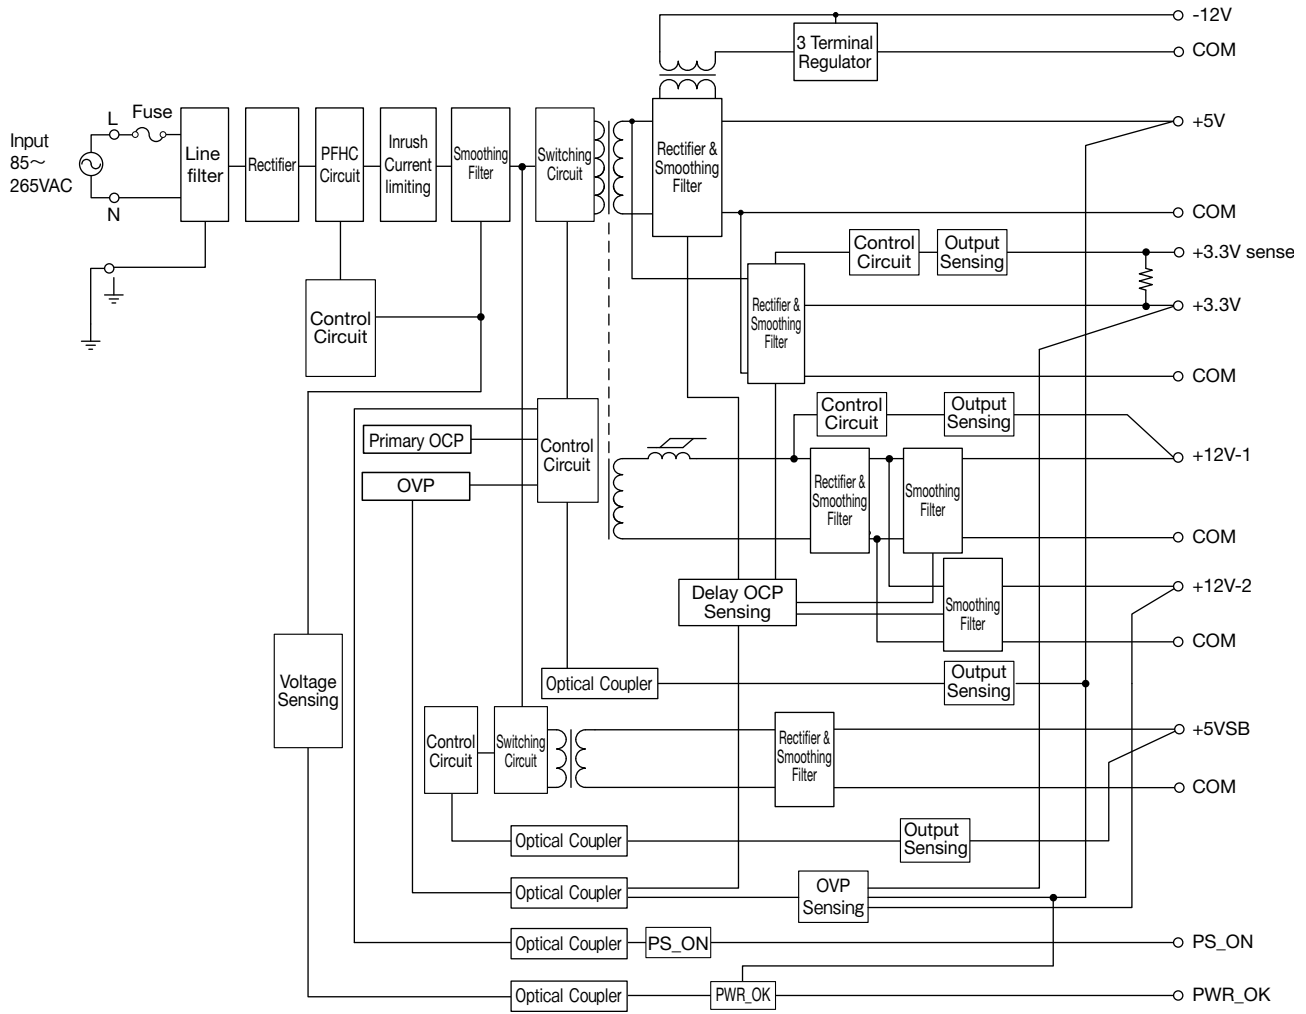 -12V
3 Terminal
Regulator
COM
Input
85～
265VAC
L
Fuse
N
Line
filter
Rectifier
PFHC
Circuit
Inrush
Current
limiting
Smoothing
Filter
Switching
Circuit
Rectifier &
Smoothing
Filter
+5V
COM
Control
Circuit
Output
Sensing
+3.3V sense
Control
Circuit
Rectifier &
Smoothing
Filter
+3.3V
COM
Control
Circuit
Output
Sensing
Primary OCP
OVP
Control
Circuit
Rectifier &
Smoothing
Filter
Smoothing
Filter
+12V-1
COM
Delay OCP
Sensing
Smoothing
Filter
+12V-2
COM
Voltage
Sensing
Optical Coupler
Output
Sensing
Control
Circuit
Switching
Circuit
Rectifier &
Smoothing
Filter
+5VSB
COM
Optical Coupler
Output
Sensing
Optical Coupler
OVP
Sensing
Optical Coupler
PS_ON
PS_ON
Optical Coupler
PWR_OK
PWR_OK